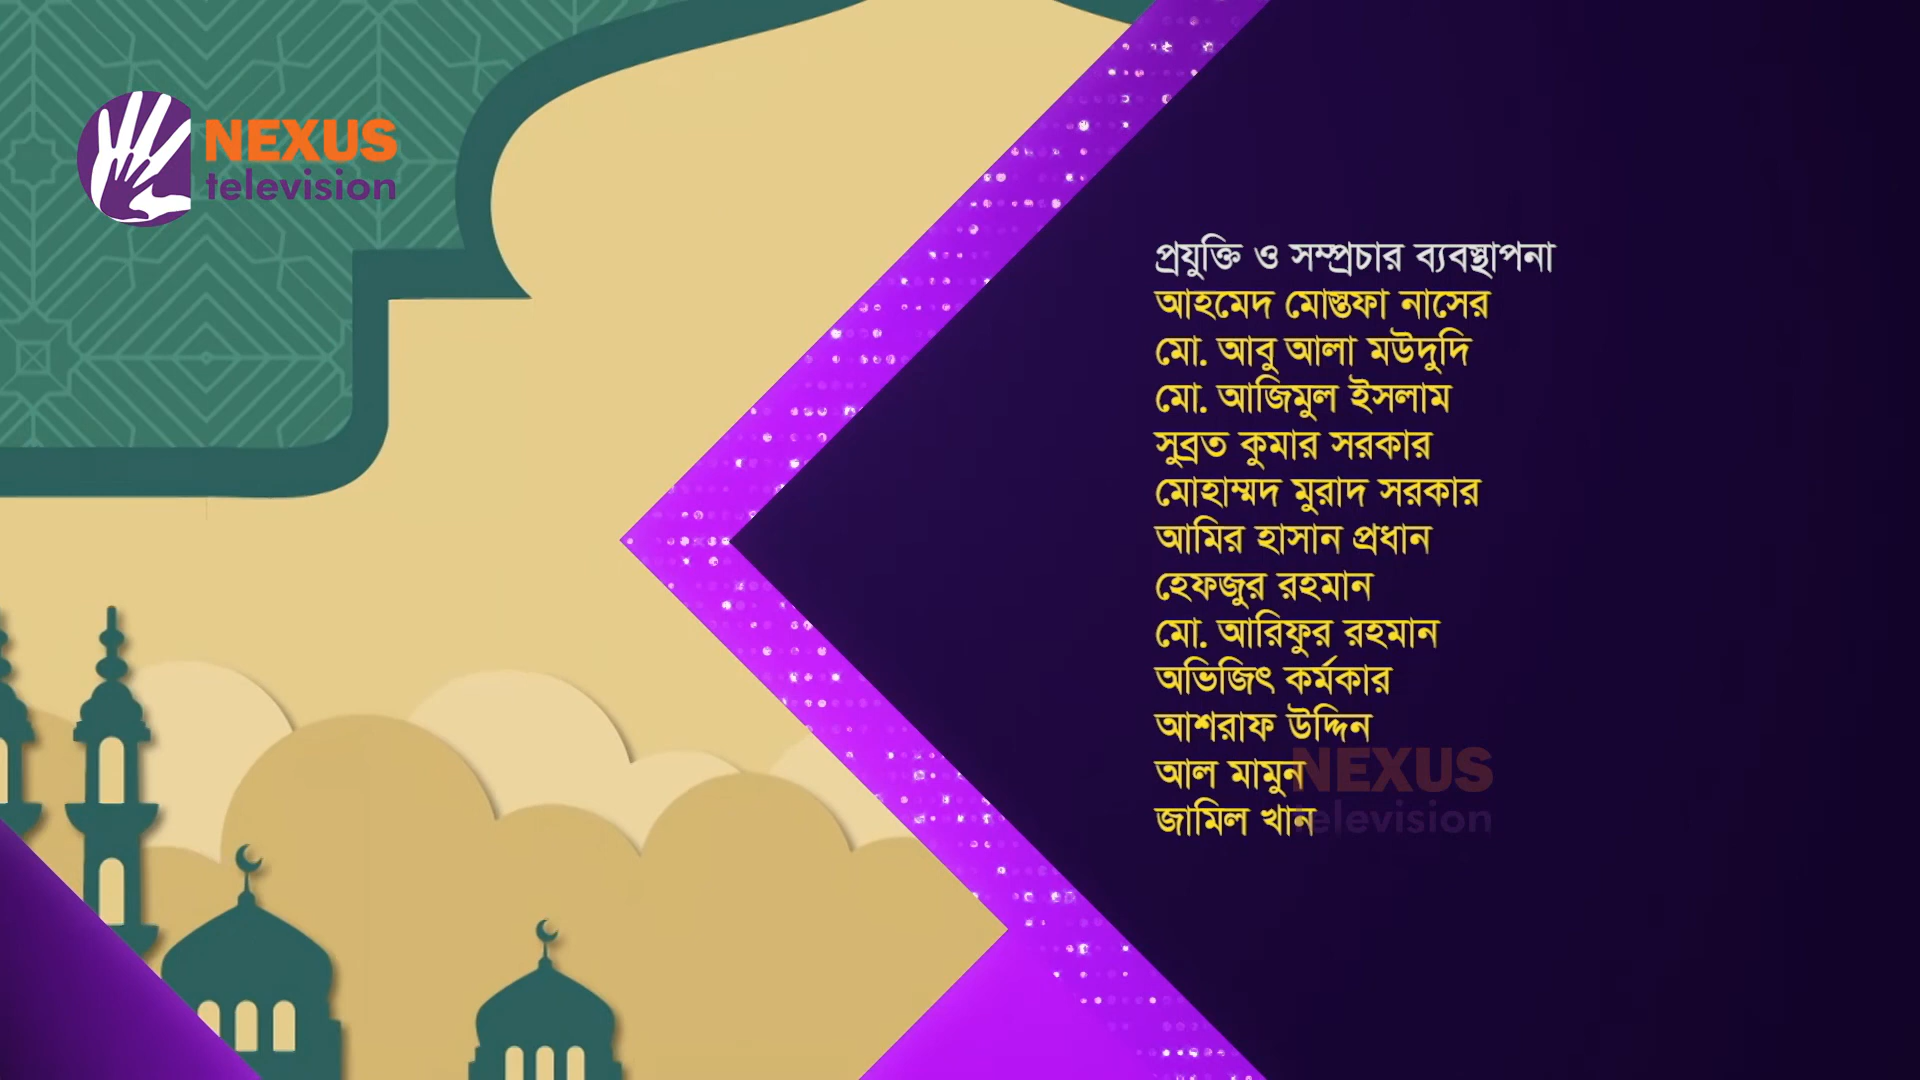 NEXUS
television
প্রযুক্তি ও সম্প্রচার ব্যবস্থাপনা
আহমেদ মোস্তফা নাসের
মো. আবু আলা মউদুদি
মো. আজিমুল ইসলাম
সুব্রত কুমার সরকার
মোহাম্মদ মুরাদ সরকার
আমির হাসান প্রধান
হেফজুর রহমান
মো. আরিফুর রহমান
অভিজিৎ কর্মকার
আশরাফ উদ্দিন
আল মামুন
জামিল খান
NEXUS
television